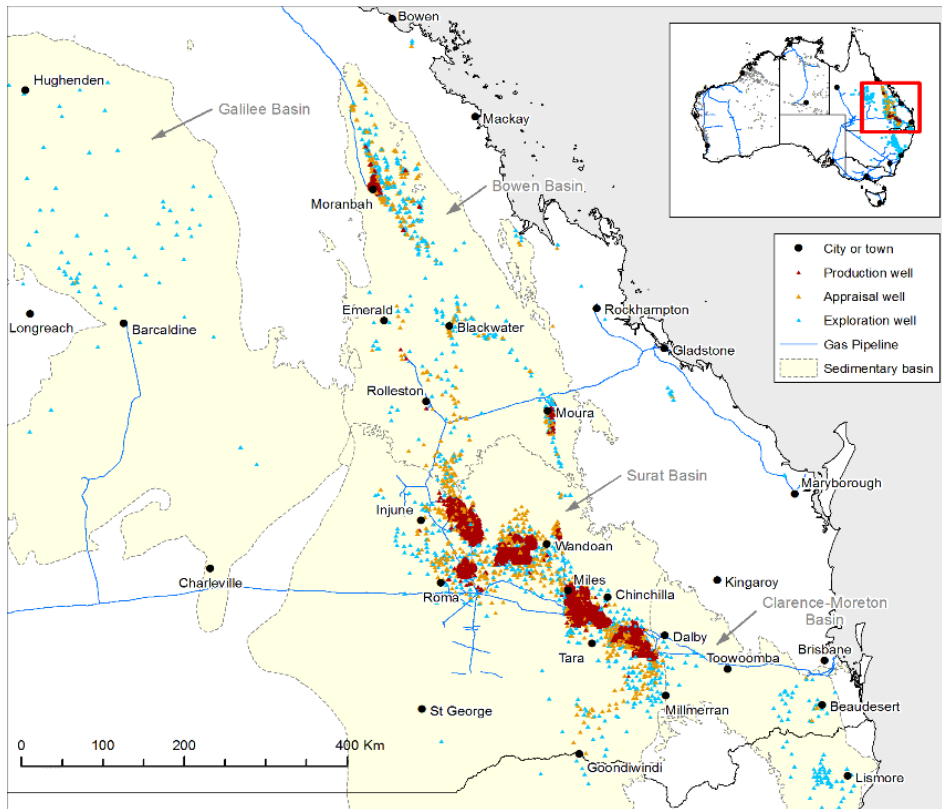 Bowen
Hughenden
Galilee Basin
Mackay
Bowen Basin
Moranbah
City or town
Production well
Appraisal well
Exploration well
Gas Pipeline
Sedimentary basin
Longreach
Barcaldine
Emerald
Blackwater
Rockhampton
Gladstone
Rolleston
Moura
Surat Basin
Maryborough
Injune
Wandoan
Charleville
Roma
Miles
Chinchilla
Kingaroy
Clarence-Moreton
Basin
Tara
Dalby
Toowoomba
Brisbane
St George
Millmerran
Beaudesert
0 100 200 400 Km
Goondiwindi
Lismore